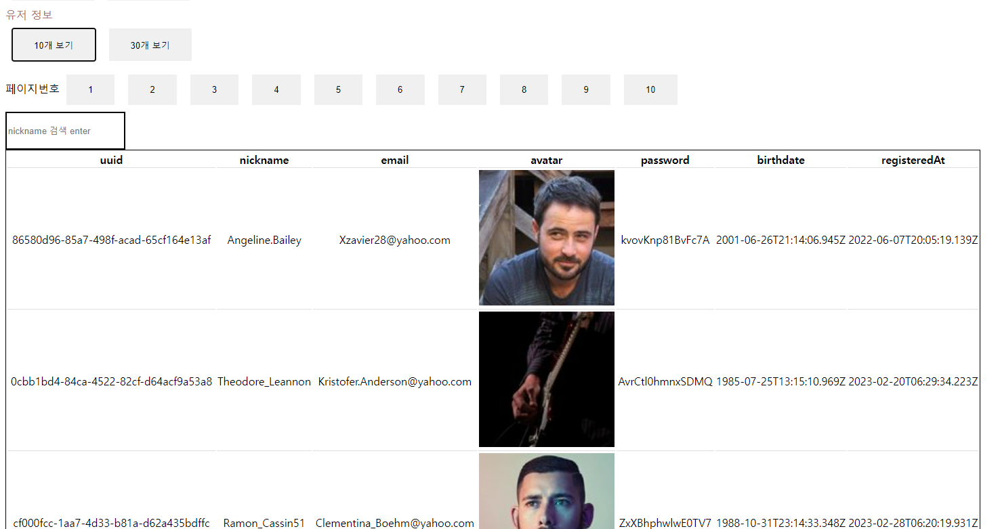 유저 정보
10개 보기 30개 보기
페이지번호 1 2 3 4 5 6 7 8 9 10
nickname 검색 enter
uuid nickname email avatar password birthdate registeredAt
86580d96-85a7-498f-acad-65cf164e13af Angeline.Bailey Xzavier28@yahoo.com kvovKnp81BvFc7A 2001-06-26T21:14:06.945Z 2022-06-07T20:05:19.139Z
0cbb1bd4-84ca-4522-82cf-d64acf9a53a8 Theodore_Leannon Kristofer.Anderson@yahoo.com AvrCtl0hmnxSDMQ 1985-07-25T13:15:10.969Z 2023-02-20T06:29:34.223Z
cf000fcc-1aa7-4d33-b81a-d62a435bdffc Ramon_Cassin51 Clementina_Boehm@yahoo.com ZxXBhphwlwE0TV7 1988-10-31T23:14:33.348Z 2023-02-28T06:20:19.931Z